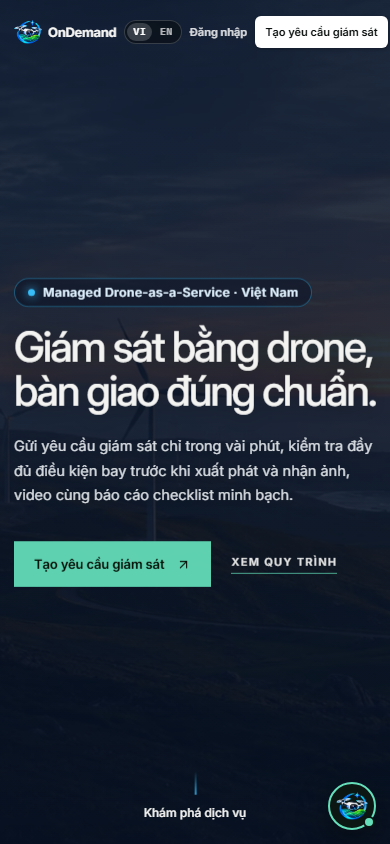 OnDemand
VI EN
Đăng nhập
Tạo yêu cầu giám sát
Managed Drone-as-a-Service · Việt Nam
Giám sát bằng drone,
bàn giao đúng chuẩn.
Gửi yêu cầu giám sát chỉ trong vài phút, kiểm tra đầy
đủ điều kiện bay trước khi xuất phát và nhận ảnh,
video cùng báo cáo checklist minh bạch.
Tạo yêu cầu giám sát
XEM QUY TRÌNH
Khám phá dịch vụ